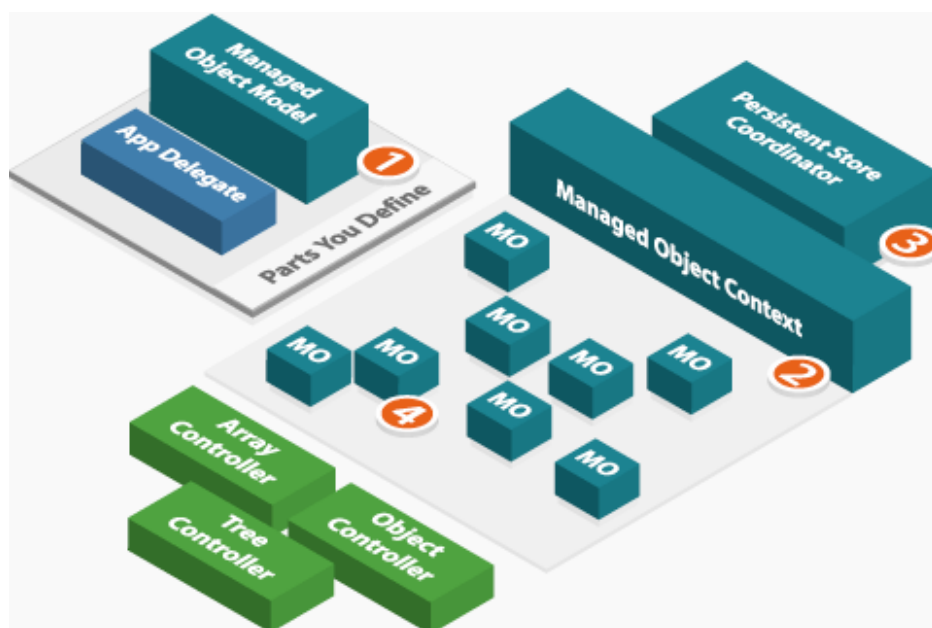 Managed
Object Model
App Delegate
1
Parts You Define
Persistent Store
Coordinator
3
Managed Object Context
2
MO
MO
MO
MO
4
MO
MO
MO
MO
Array
Controller
Tree
Controller
Object
Controller